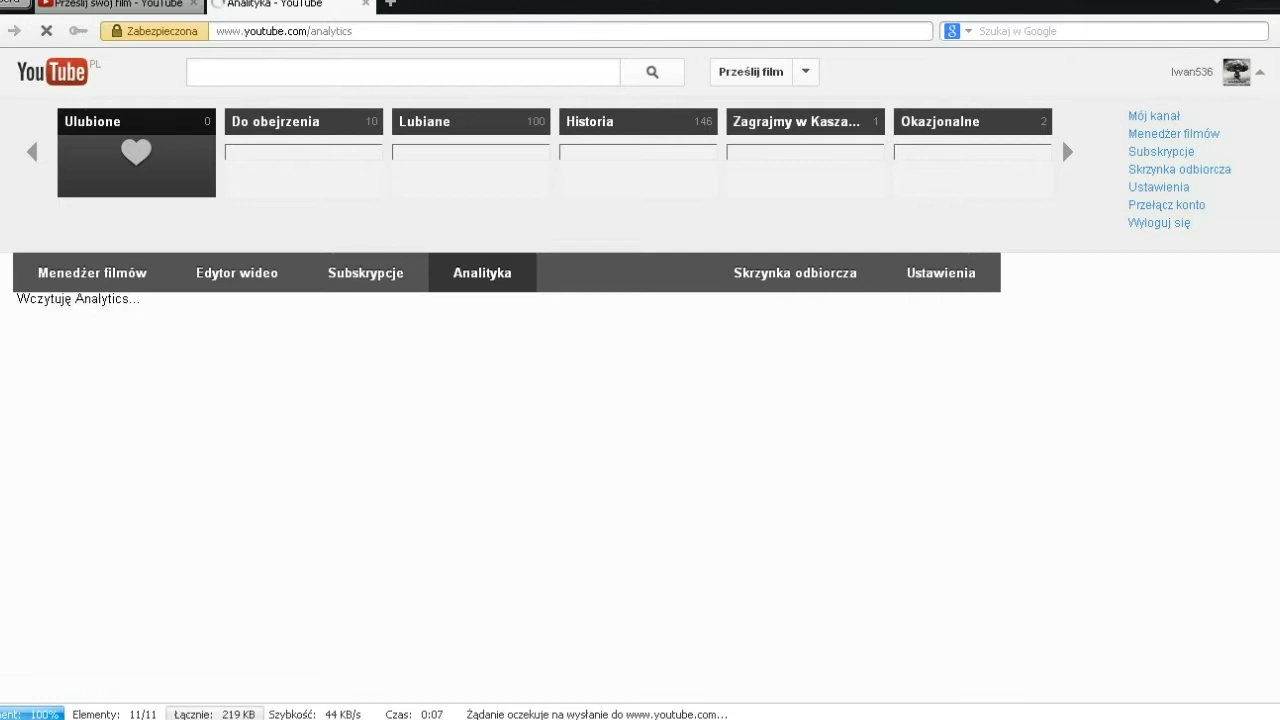 Prześlij swój film - YouTube
Analityka - YouTube
Zabezpieczona
www.youtube.com/analytics
Szukaj w Google
YouTube PL
Prześlij film
Iwan536
Ulubione 0
Do obejrzenia 10
Lubiane 100
Historia 146
Zagrajmy w Kasza... 1
Okazjonalne 2
Mój kanał
Menedżer filmów
Subskrypcje
Skrzynka odbiorcza
Ustawienia
Przełącz konto
Wyloguj się
Menedżer filmów
Edytor wideo
Subskrypcje
Analityka
Skrzynka odbiorcza
Ustawienia
Wczytuję Analytics...
100% Elementy: 11/11 Łącznie: 219 KB Szybkość: 44 KB/s Czas: 0:07 Żądanie oczekuje na wysłanie do www.youtube.com...